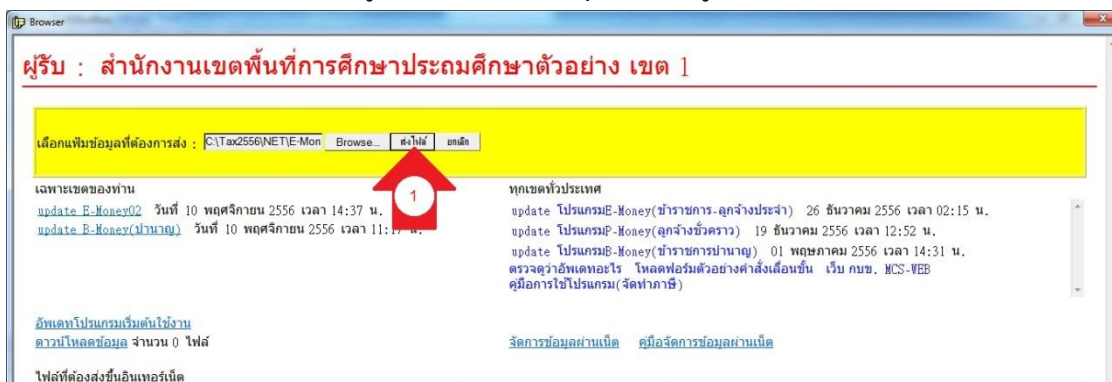 Browser
ผู้รับ : สำนักงานเขตพื้นที่การศึกษาประถมศึกษาตัวอย่าง เขต 1
เลือกแฟ้มข้อมูลที่ต้องการส่ง : C:\Tax2556\NET\E-Mon Browse... ส่งไฟล์ ยกเลิก
1
เฉพาะเขตของท่าน
update E-Money02 วันที่ 10 พฤศจิกายน 2556 เวลา 14:37 น.
update B-Money(บำนาญ) วันที่ 10 พฤศจิกายน 2556 เวลา 11:17 น.
ทุกเขตทั่วประเทศ
update โปรแกรมE-Money(ข้าราชการ-ลูกจ้างประจำ) 26 ธันวาคม 2556 เวลา 02:15 น.
update โปรแกรมP-Money(ลูกจ้างชั่วคราว) 19 ธันวาคม 2556 เวลา 12:52 น.
update โปรแกรมB-Money(ข้าราชการบำนาญ) 01 พฤษภาคม 2556 เวลา 14:31 น.
ตรวจดูว่าอัพเดทอะไร โหลดฟอร์มตัวอย่างคำสั่งเลื่อนขั้น เว็บ กบข. MCS-WEB
คู่มือการใช้โปรแกรม(จัดทำภาษี)
อัพเดทโปรแกรมเริ่มต้นใช้งาน
ดาวน์โหลดข้อมูล จำนวน 0 ไฟล์
จัดการข้อมูลผ่านเน็ต คู่มือจัดการข้อมูลผ่านเน็ต
ไฟล์ที่ต้องส่งขึ้นอินเทอร์เน็ต